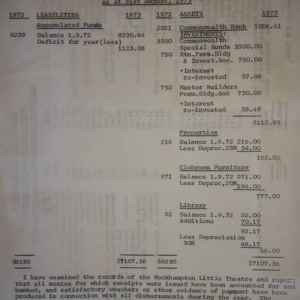 as at 31st August, 1973
1972 LIABILITIES 1973 1972 ASSETS 1973
Accumulated Funds 2021 Commonwealth Bank 1000.41
8239 Balance 1.9.72 8230.44 INVESTMENTS:
Deficit for year(loss) 3500 Commonwealth
1123.08 Special Bonds 3500.00
750 Perm.Bldg
& Invest.Soc. 750.00
*Interest
re-invested 57.46
730 Master Builders
Perm.Bldg.Soc 750.00
*Interest
re-invested 58.49
5115.95
Properties
216 Balance 1.9.72 216.00
Less Deprec.25% 54.00
162.00
Clubroom Furniture
971 Balance 1.9.72 971.00
Less Deprec.20% 194.00
777.00
Library
22 Balance 1.9.72 22.00
Additions 70.17
92.17
Less Depreciation
50% 46.17
46.00
$8230 $7107.36 $8230 $7107.36
I have examined the records of the Rockhampton Little Theatre and report
that all monies for which receipts were issued have been accounted for and
banked, and satisfactory vouchers or other evidence of payment have been
produced in connection with all disbursements during the year. The